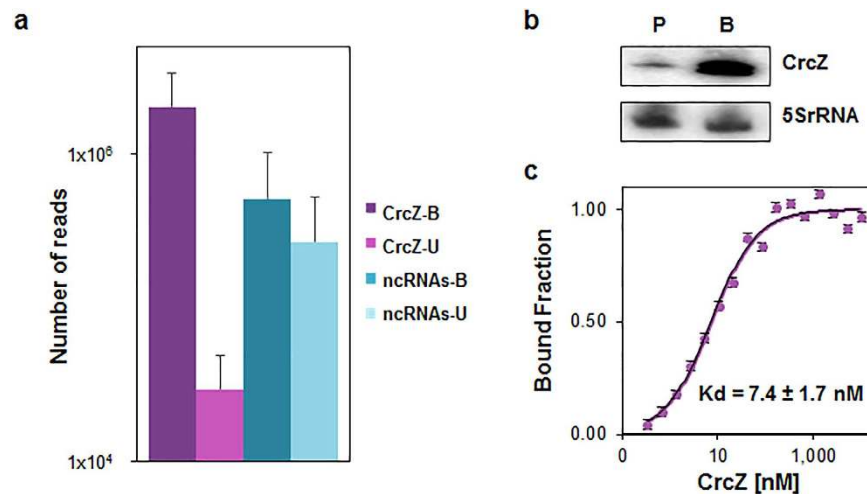 a
Number of reads
1x10⁶
1x10⁴
CrcZ-B
CrcZ-U
ncRNAs-B
ncRNAs-U
b
P B
CrcZ
5SrRNA
c
Bound Fraction
1.00
0.50
0.00
Kd = 7.4 ± 1.7 nM
0 10 1,000
CrcZ [nM]